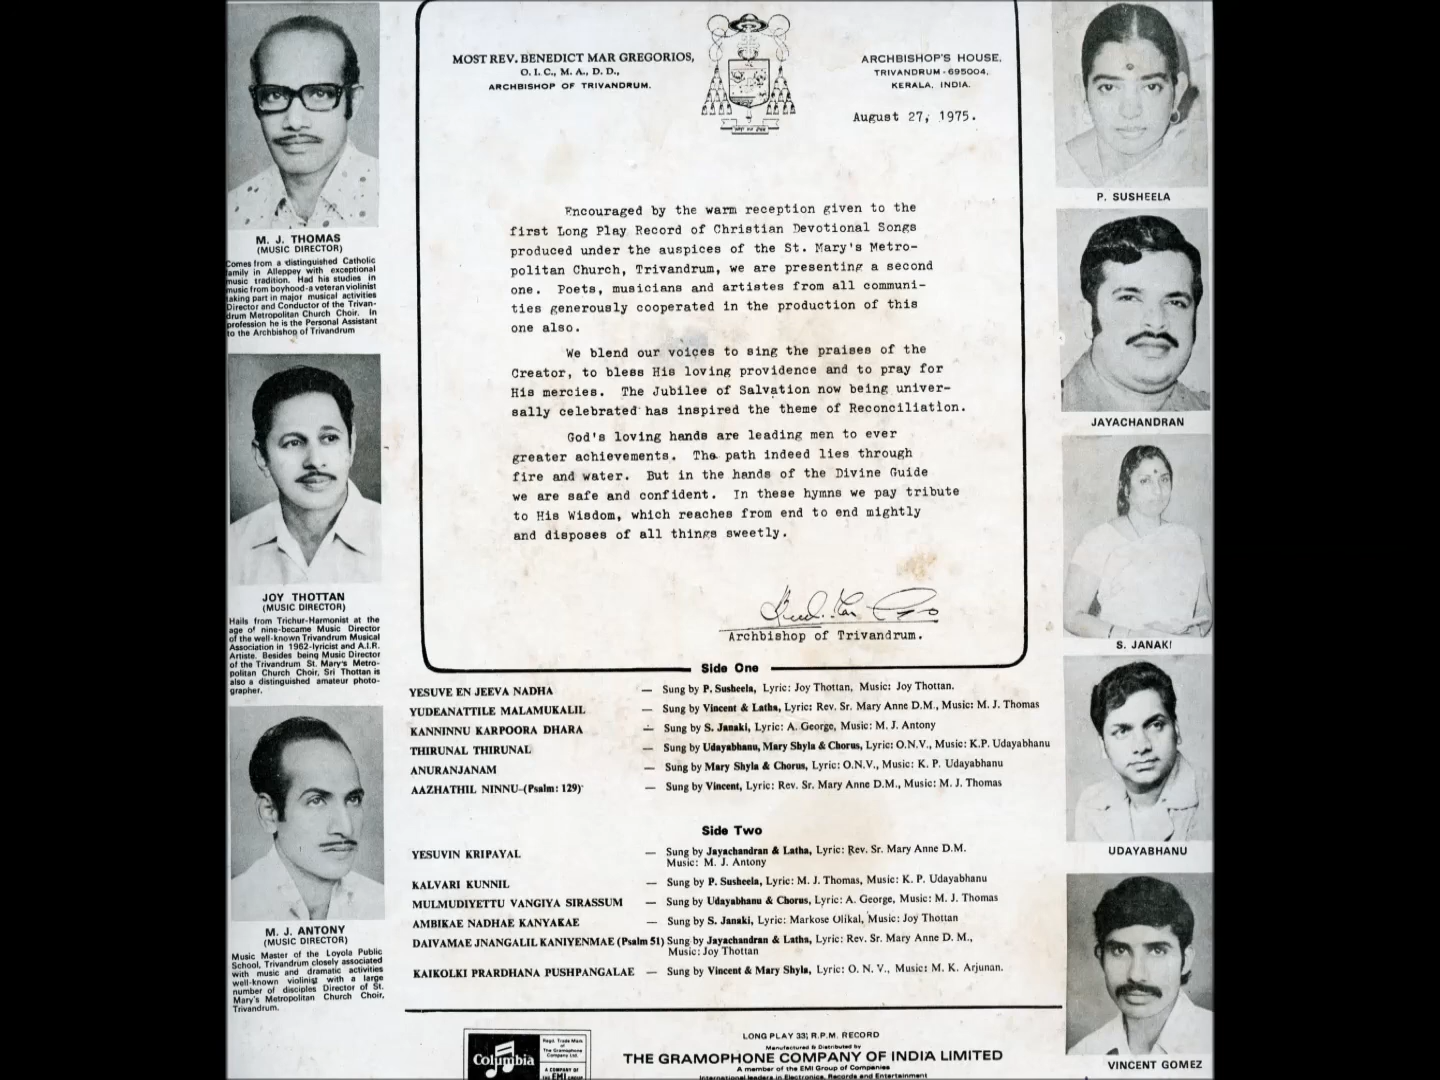 MOST REV. BENEDICT MAR GREGORIOS,
O. I. C., M. A., D. D.,
ARCHBISHOP OF TRIVANDRUM.
ARCHBISHOP'S HOUSE,
TRIVANDRUM - 695004,
KERALA, INDIA.
August 27, 1975.
Encouraged by the warm reception given to the
first Long Play Record of Christian Devotional Songs
produced under the auspices of the St. Mary's Metro-
politan Church, Trivandrum, we are presenting a second
one. Poets, musicians and artistes from all communi-
ties generously cooperated in the production of this
one also.
We blend our voices to sing the praises of the
Creator, to bless His loving providence and to pray for
His mercies. The Jubilee of Salvation now being univer-
sally celebrated has inspired the theme of Reconciliation.
God's loving hands are leading men to ever
greater achievements. The path indeed lies through
fire and water. But in the hands of the Divine Guide
we are safe and confident. In these hymns we pay tribute
to His Wisdom, which reaches from end to end mightly
and disposes of all things sweetly.
Archbishop of Trivandrum.
M. J. THOMAS
(MUSIC DIRECTOR)
Comes from a distinguished Catholic
family in Alleppey with exceptional
music tradition. Had his studies in
music from boyhood-a veteran violinist
taking part in major musical activities
Director and Conductor of the Trivan-
drum Metropolitan Church Choir. In
profession he is the Personal Assistant
to the Archbishop of Trivandrum
JOY THOTTAN
(MUSIC DIRECTOR)
Hails from Trichur-Harmonist at the
age of nine-became Music Director
of the well-known Trivandrum Musical
Association in 1962-lyricist and A.I.R.
Artiste. Besides being Music Director
of the Trivandrum St. Mary's Metro-
politan Church Choir, Sri Thottan is
also a distinguished amateur photo-
grapher.
M. J. ANTONY
(MUSIC DIRECTOR)
Music Master of the Loyola Public
School, Trivandrum closely associated
with music and dramatic activities
well-known violinist with a large
number of disciples Director of St.
Mary's Metropolitan Church Choir,
Trivandrum.
P. SUSHEELA
JAYACHANDRAN
S. JANAKI
UDAYABHANU
VINCENT GOMEZ
Side One
YESUVE EN JEEVA NADHA — Sung by P. Susheela, Lyric: Joy Thottan, Music: Joy Thottan.
YUDEANATTILE MALAMUKALIL — Sung by Vincent & Latha, Lyric: Rev. Sr. Mary Anne D.M., Music: M. J. Thomas
KANNINNU KARPOORA DHARA — Sung by S. Janaki, Lyric: A. George, Music: M. J. Antony
THIRUNAL THIRUNAL — Sung by Udayabhanu, Mary Shyla & Chorus, Lyric: O.N.V., Music: K.P. Udayabhanu
ANURANJANAM — Sung by Mary Shyla & Chorus, Lyric: O.N.V., Music: K. P. Udayabhanu
AAZHATHIL NINNU-(Psalm: 129) — Sung by Vincent, Lyric: Rev. Sr. Mary Anne D.M., Music: M. J. Thomas
Side Two
YESUVIN KRIPAYAL — Sung by Jayachandran & Latha, Lyric: Rev. Sr. Mary Anne D.M.
Music: M. J. Antony
KALVARI KUNNIL — Sung by P. Susheela, Lyric: M. J. Thomas, Music: K. P. Udayabhanu
MULMUDIYETTU VANGIYA SIRASSUM — Sung by Udayabhanu & Chorus, Lyric: A. George, Music: M. J. Thomas
AMBIKAE NADHAE KANYAKAE — Sung by S. Janaki, Lyric: Markose Olikal, Music: Joy Thottan
DAIVAMAE JNANGALIL KANIYENMAE (Psalm 51) Sung by Jayachandran & Latha, Lyric: Rev. Sr. Mary Anne D. M.,
Music: Joy Thottan
KAIKOLKI PRARDHANA PUSHPANGALAE — Sung by Vincent & Mary Shyla, Lyric: O. N. V., Music: M. K. Arjunan.
Columbia
Regd. Trade Mark
of
The Gramophone
Company Ltd.
A COMPANY OF
THE EMI GROUP
LONG PLAY 33⅓ R.P.M. RECORD
Manufactured & Distributed by
THE GRAMOPHONE COMPANY OF INDIA LIMITED
A member of the EMI Group of Companies
International leaders in Electronics, Records and Entertainment